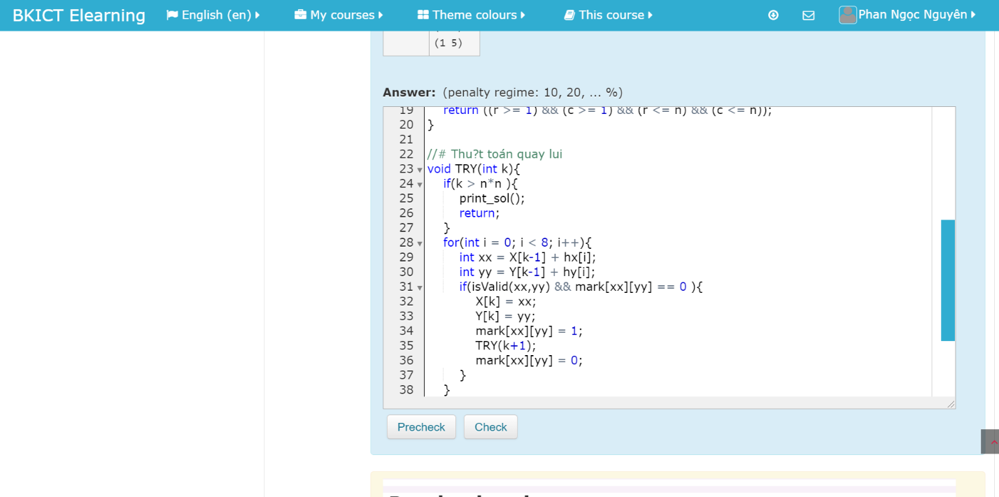 BKICT Elearning English (en) My courses Theme colours This course Phan Ngọc Nguyên
(1 5)
Answer: (penalty regime: 10, 20, ... %)
19 return ((r >= 1) && (c >= 1) && (r <= n) && (c <= n));
20 }
21
22 //# Thu?t toán quay lui
23 void TRY(int k){
24 if(k > n*n ){
25 print_sol();
26 return;
27 }
28 for(int i = 0; i < 8; i++){
29 int xx = X[k-1] + hx[i];
30 int yy = Y[k-1] + hy[i];
31 if(isValid(xx,yy) && mark[xx][yy] == 0 ){
32 X[k] = xx;
33 Y[k] = yy;
34 mark[xx][yy] = 1;
35 TRY(k+1);
36 mark[xx][yy] = 0;
37 }
38 }
Precheck Check